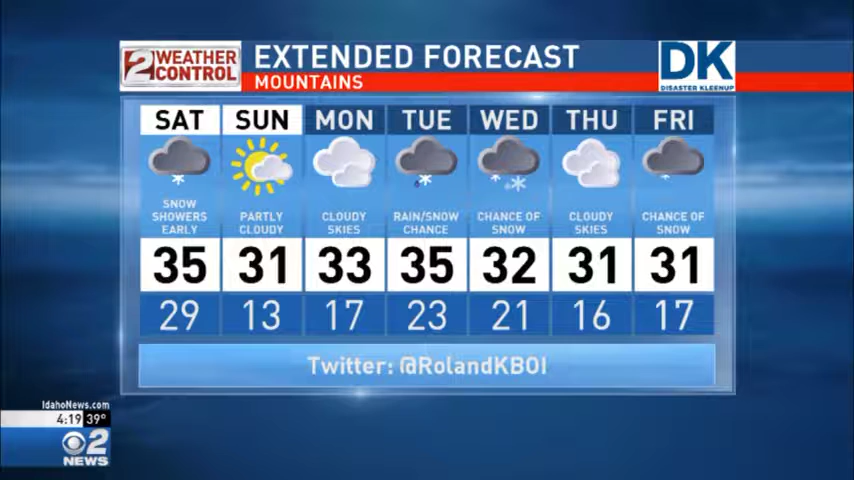 2 WEATHER CONTROL
EXTENDED FORECAST
MOUNTAINS
DK
DISASTER KLEENUP
SAT SUN MON TUE WED THU FRI
SNOW SHOWERS EARLY
PARTLY CLOUDY
CLOUDY SKIES
RAIN/SNOW CHANCE
CHANCE OF SNOW
CLOUDY SKIES
CHANCE OF SNOW
35 31 33 35 32 31 31
29 13 17 23 21 16 17
Twitter: @RolandKBOI
IdahoNews.com
4:19 39°
2
NEWS